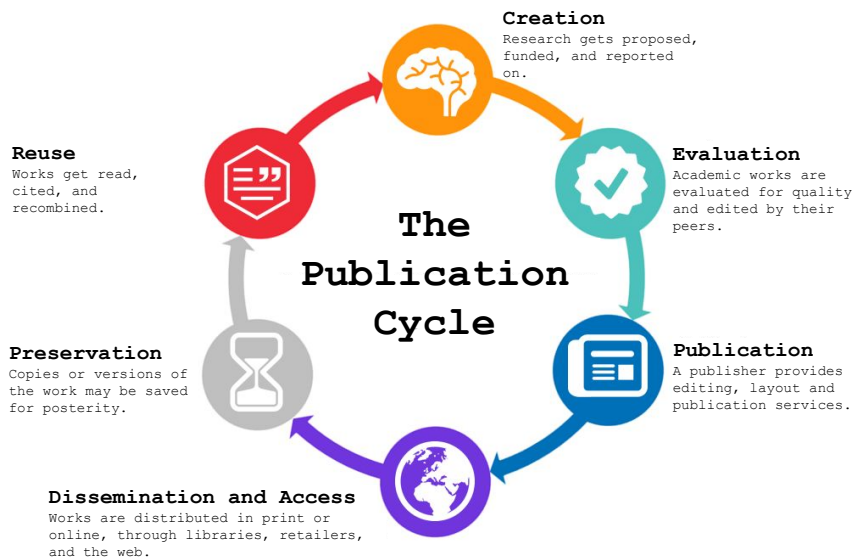 Creation
Research gets proposed,
funded, and reported
on.
Evaluation
Academic works are
evaluated for quality
and edited by their
peers.
Publication
A publisher provides
editing, layout and
publication services.
Dissemination and Access
Works are distributed in print or
online, through libraries, retailers,
and the web.
Preservation
Copies or versions of
the work may be saved
for posterity.
Reuse
Works get read,
cited, and
recombined.
The
Publication
Cycle